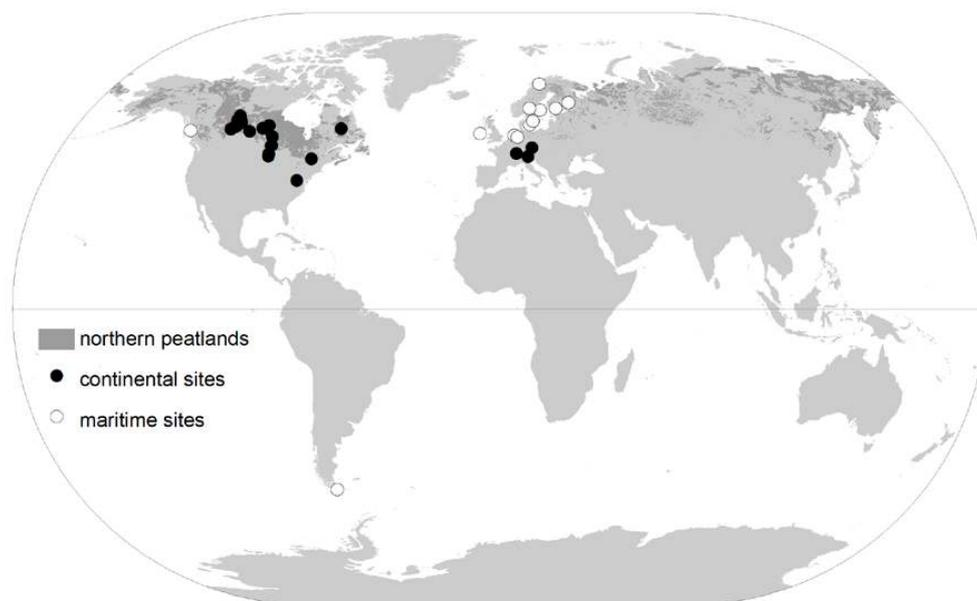 northern peatlands
continental sites
maritime sites